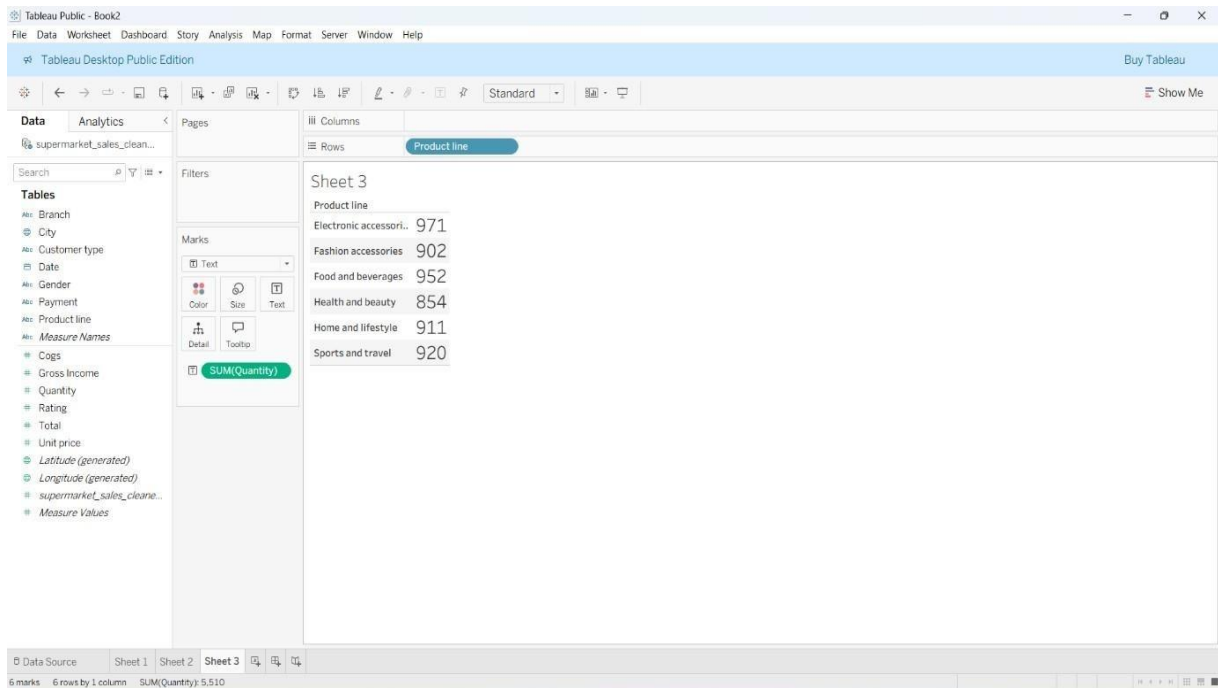 Tableau Public - Book2
File Data Worksheet Dashboard Story Analysis Map Format Server Window Help
Tableau Desktop Public Edition
Buy Tableau
Standard
Show Me
Data Analytics
supermarket_sales_clean...
Search
Tables
Abc Branch
City
Abc Customer type
Date
Abc Gender
Abc Payment
Abc Product line
Abc Measure Names
# Cogs
# Gross Income
# Quantity
# Rating
# Total
# Unit price
Latitude (generated)
Longitude (generated)
# supermarket_sales_cleane...
# Measure Values
Pages
Filters
Marks
T Text
Color Size Text
Detail Tooltip
T SUM(Quantity)
Columns
Rows Product line
Sheet 3
Product line
Electronic accessori.. 971
Fashion accessories 902
Food and beverages 952
Health and beauty 854
Home and lifestyle 911
Sports and travel 920
Data Source Sheet 1 Sheet 2 Sheet 3
6 marks 6 rows by 1 column SUM(Quantity): 5,510